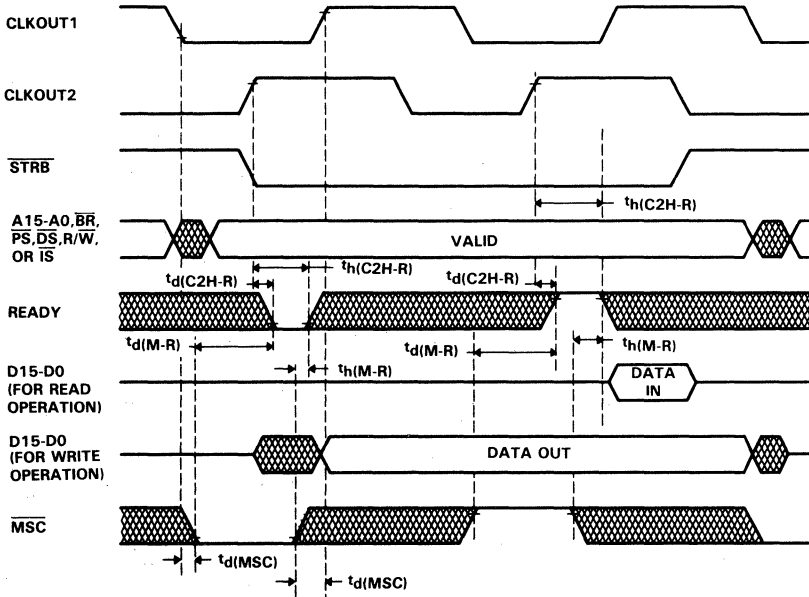 CLKOUT1
CLKOUT2
STRB
th(C2H-R)
A15-A0,BR,
PS,DS,R/W,
OR IS
VALID
td(C2H-R)
th(C2H-R)
td(C2H-R)
READY
td(M-R)
td(M-R)
th(M-R)
th(M-R)
D15-D0
(FOR READ
OPERATION)
DATA
IN
D15-D0
(FOR WRITE
OPERATION)
DATA OUT
MSC
td(MSC)
td(MSC)